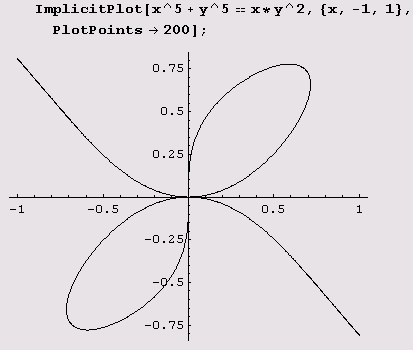 ImplicitPlot[x^5 + y^5 == x*y^2, {x, -1, 1},
PlotPoints → 200];
0.75
0.5
0.25
-1 -0.5 0.5 1
-0.25
-0.5
-0.75